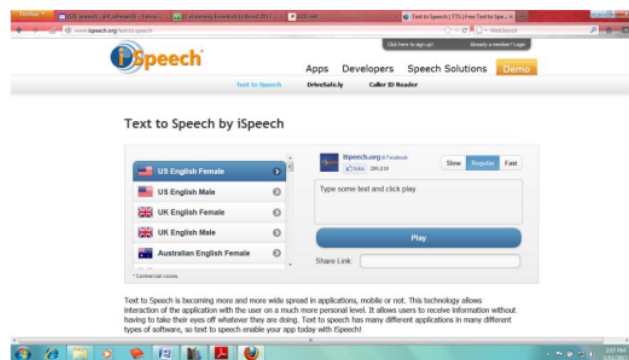 Firefox
Text to Speech | TTS | Free Text to Spe...
www.ispeech.org/text.to.speech
WebSearch
Click here to sign up!
Already a member? Login
iSpeech
Apps
Developers
Speech Solutions
Demo
Text to Speech
DriveSafe.ly
Caller ID Reader
Text to Speech by iSpeech
US English Female
US English Male
UK English Female
UK English Male
Australian English Female
* Commercial voices
iSpeech.org
Slow
Regular
Fast
Type some text and click play
Play
Share Link:
Text to Speech is becoming more and more wide spread in applications, mobile or not. This technology allows
interaction of the application with the user on a much more personal level. It allows users to receive information without
having to take their eyes off whatever they are doing. Text to speech has many different applications in many different
types of software, so text to speech enable your app today with iSpeech!
2:57 PM